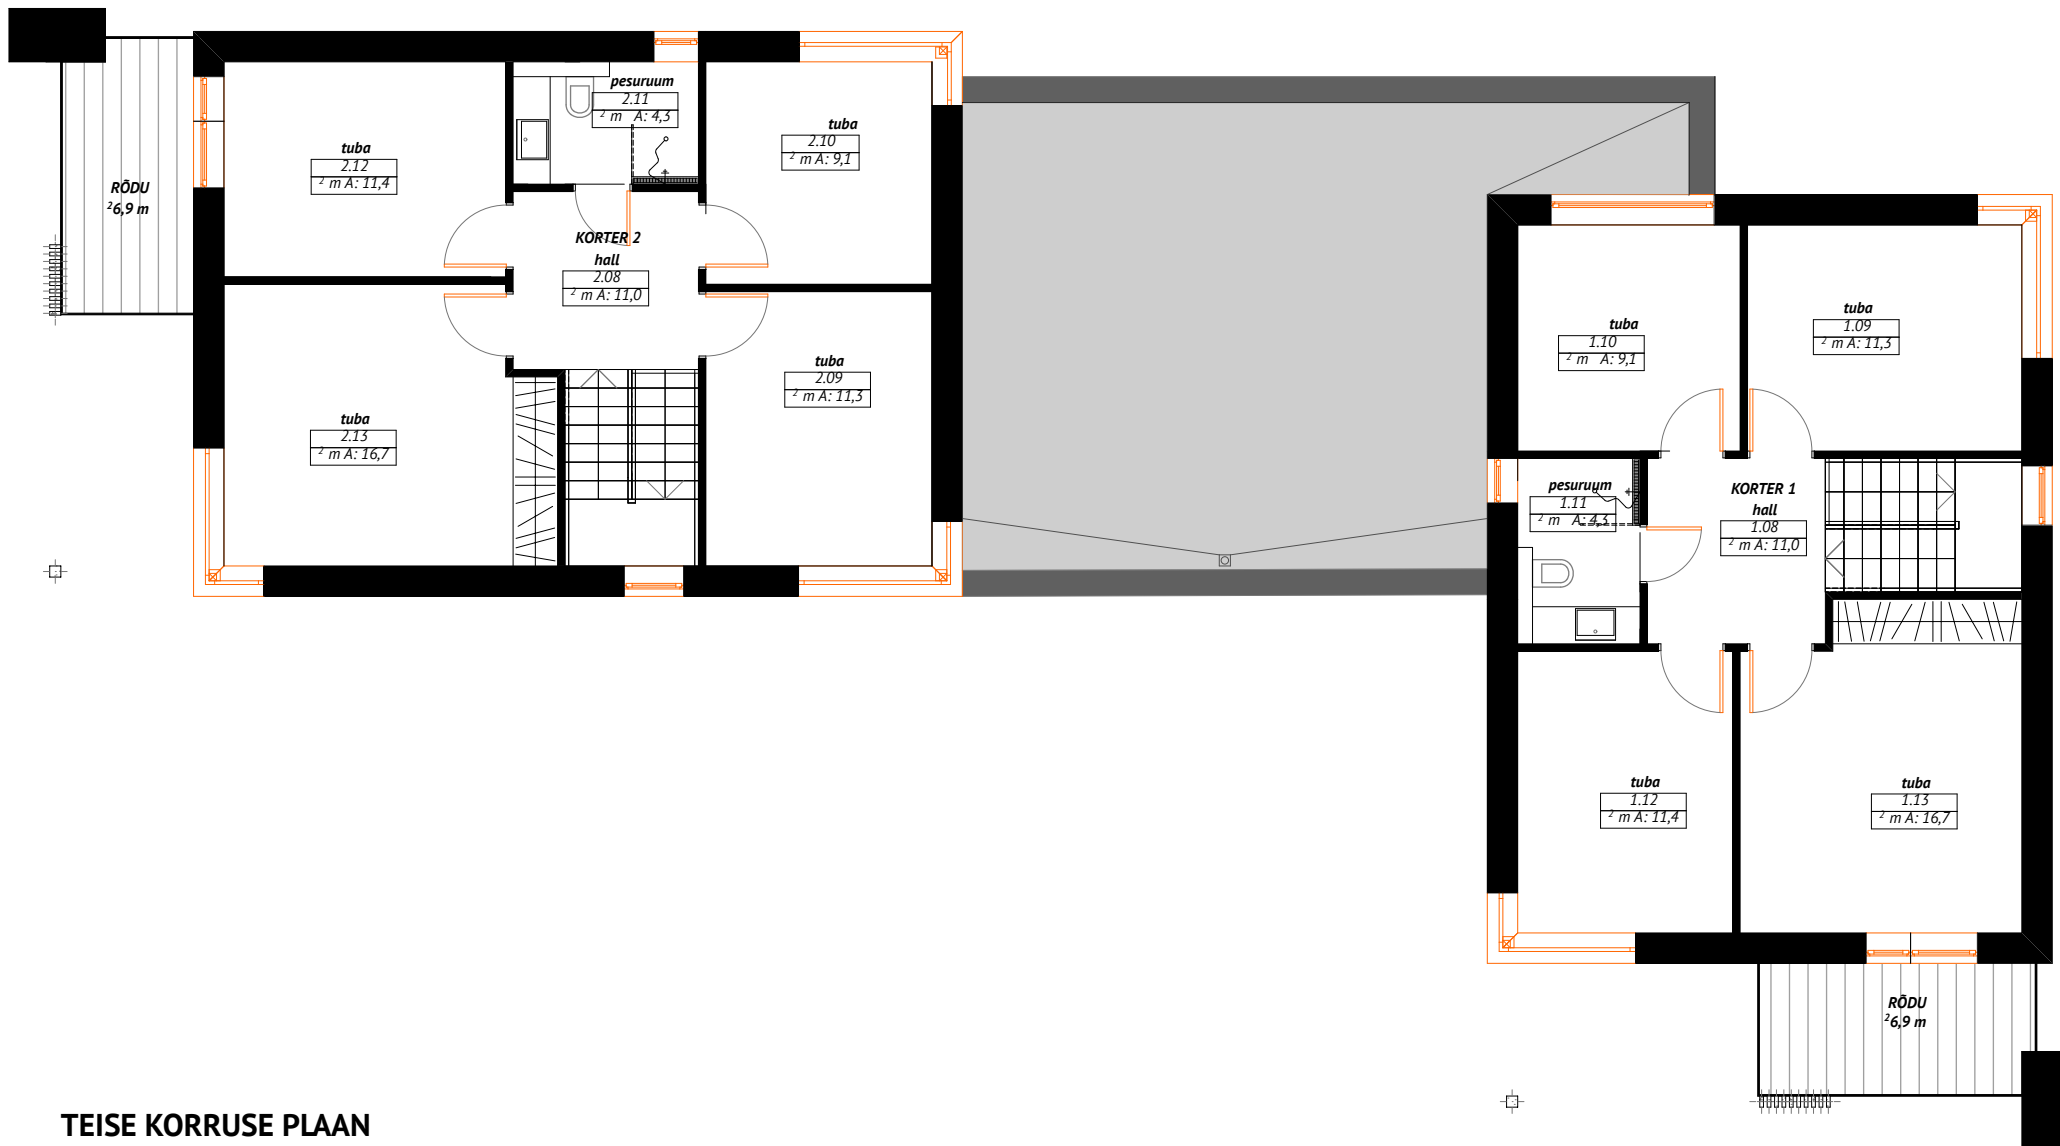 pesuruum
2.11
² m A: 4,3
tuba
2.10
² m A: 9,1
tuba
2.12
² m A: 11,4
RÕDU
²6,9 m
KORTER 2
hall
2.08
² m A: 11,0
tuba
2.09
² m A: 11,3
tuba
2.13
² m A: 16,7
tuba
1.10
² m A: 9,1
tuba
1.09
² m A: 11,3
pesuruum
1.11
² m A: 4,3
KORTER 1
hall
1.08
² m A: 11,0
tuba
1.12
² m A: 11,4
tuba
1.13
² m A: 16,7
RÕDU
²6,9 m
TEISE KORRUSE PLAAN